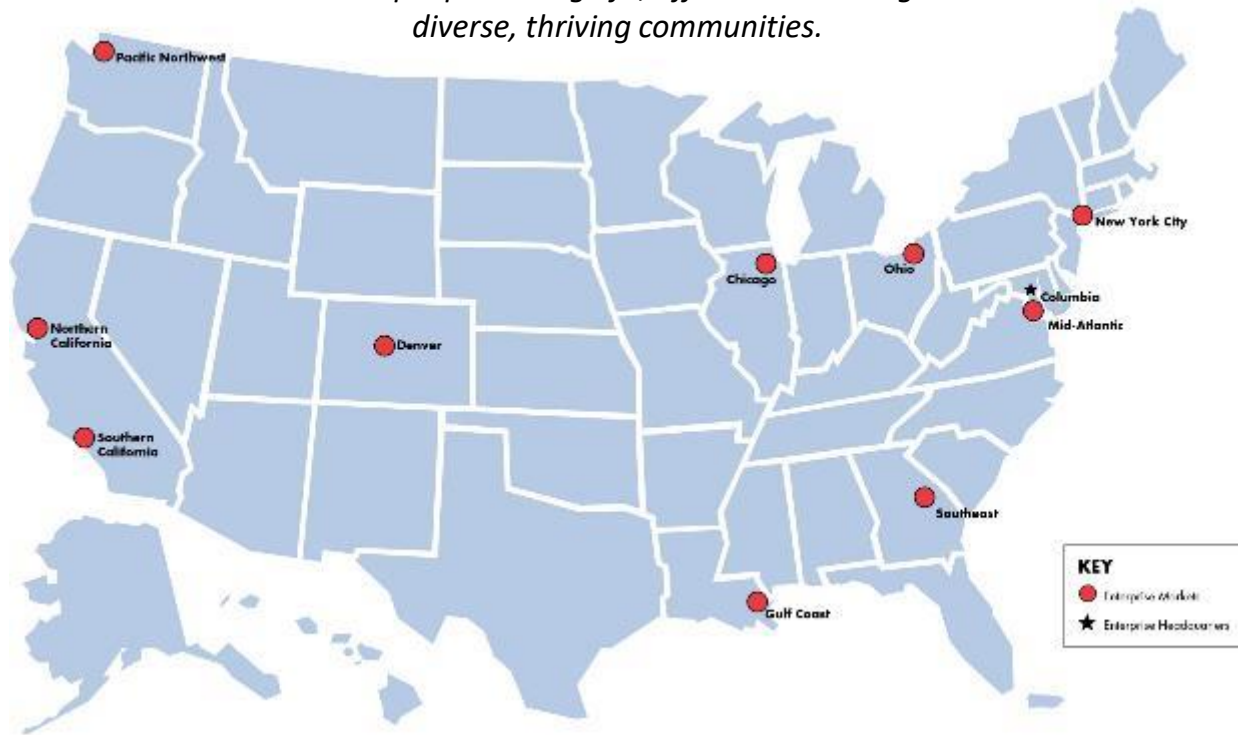 diverse, thriving communities.
Pacific Northwest
New York City
Ohio
Chicago
Columbia
Mid-Atlantic
Northern
California
Denver
Southern
California
Southeast
Gulf Coast
KEY
Enterprise Markets
Enterprise Headquarters